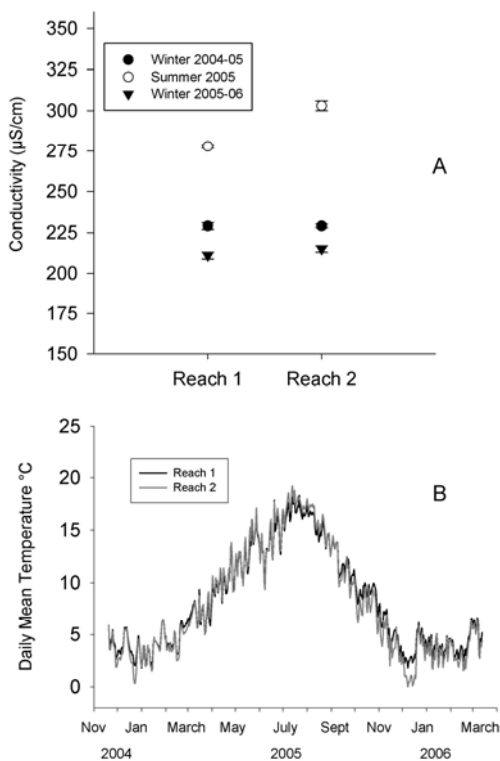 350
325
300
275
250
225
200
175
150
Conductivity (µS/cm)
Winter 2004-05
Summer 2005
Winter 2005-06
A
Reach 1 Reach 2
25
20
15
10
5
0
Daily Mean Temperature °C
Reach 1
Reach 2
B
Nov Jan March May July Sept Nov Jan March
2004 2005 2006